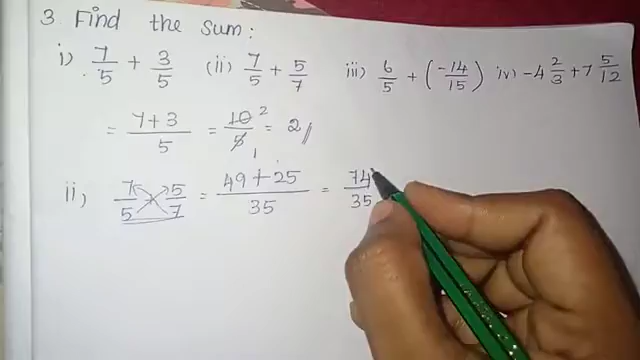 3. Find the sum:
i) 7/5 + 3/5 (ii) 7/5 + 5/7 iii) 6/5 + (-14/15) iv) -4 2/3 + 7 5/12
= 7+3/5 = 10/5 2 1 = 2//
ii, 7/5 + 5/7 = 49+25/35 = 74/35